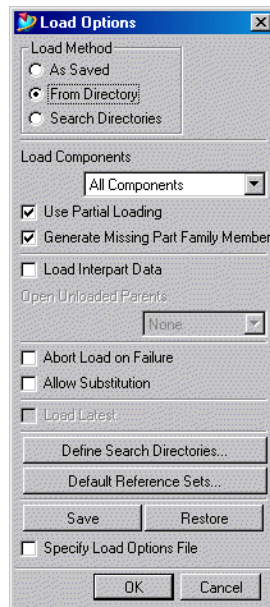 Load Options
Load Method
As Saved
From Directory
Search Directories
Load Components
All Components
Use Partial Loading
Generate Missing Part Family Member
Load Interpart Data
Open Unloaded Parents
None
Abort Load on Failure
Allow Substitution
Load Latest
Define Search Directories...
Default Reference Sets...
Save Restore
Specify Load Options File
OK Cancel